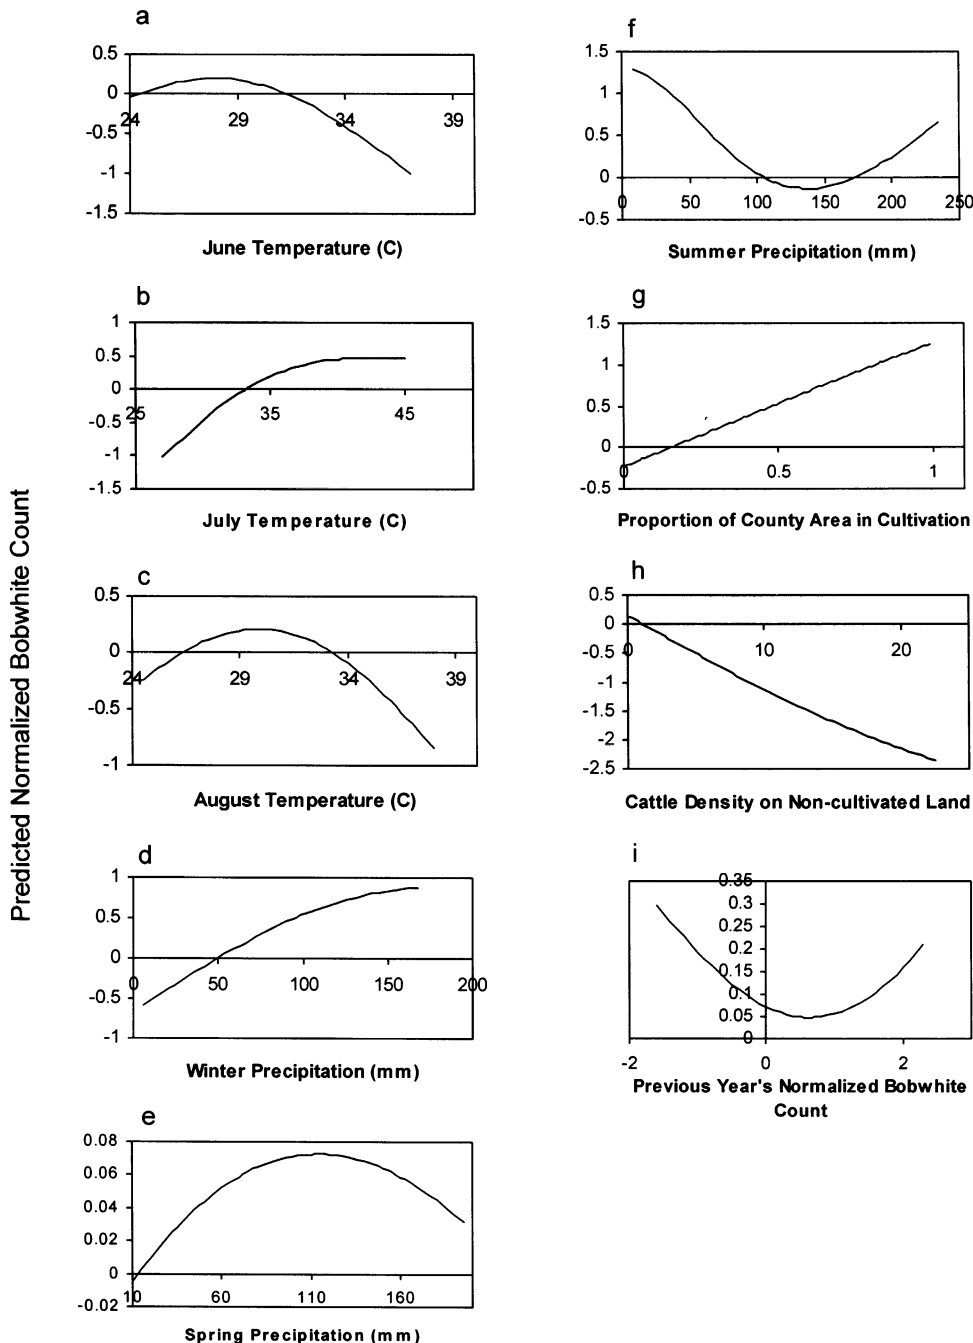 Predicted Normalized Bobwhite Count
a
0.5
0
-0.5
-1
-1.5
24 29 34 39
June Temperature (C)
b
1
0.5
0
-0.5
-1
-1.5
25 35 45
July Temperature (C)
c
0.5
0
-0.5
-1
24 29 34 39
August Temperature (C)
d
1
0.5
0
-0.5
-1
0 50 100 150 200
Winter Precipitation (mm)
e
0.08
0.06
0.04
0.02
0
-0.02
10 60 110 160
Spring Precipitation (mm)
f
1.5
1
0.5
0
-0.5
0 50 100 150 200 250
Summer Precipitation (mm)
g
1.5
1
0.5
0
-0.5
0 0.5 1
Proportion of County Area in Cultivation
h
0.5
0
-0.5
-1
-1.5
-2
-2.5
0 10 20
Cattle Density on Non-cultivated Land
i
0.35
0.3
0.25
0.2
0.15
0.1
0.05
0
-2 0 2
Previous Year's Normalized Bobwhite
Count